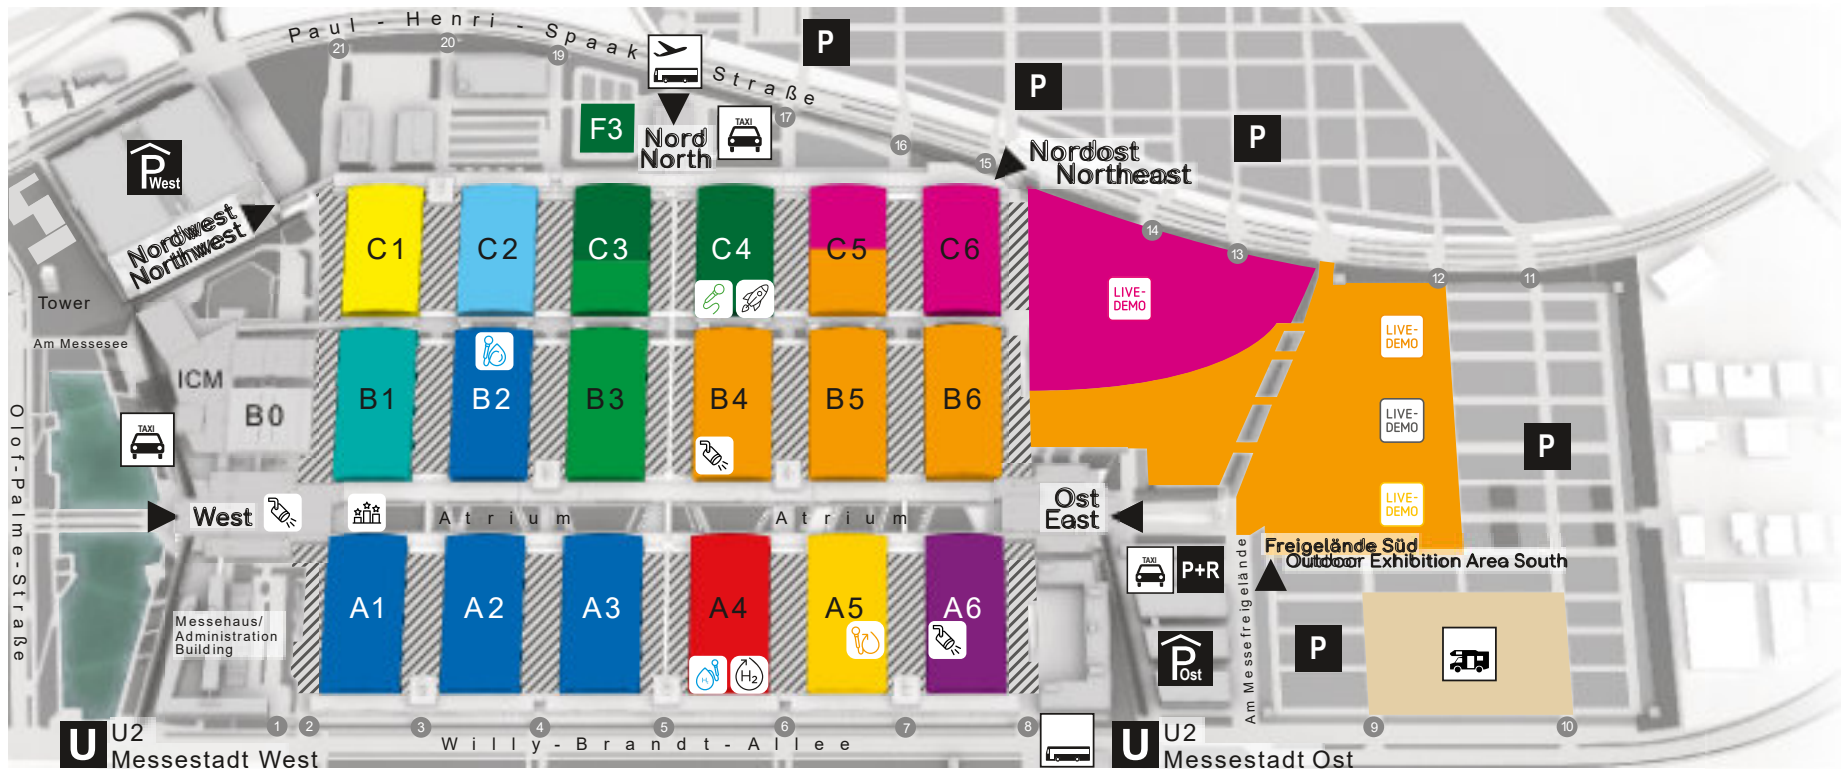 Paul - Henri - Spaak
Straße
21
20
19
17
16
15
14
13
12
11
P
P
P
F3
Nord
North
TAXI
Nordost
Northeast
P
West
Nordwest
Northwest
Tower
Am Messesee
ICM
B0
TAXI
Olof-Palme-Straße
C1
C2
C3
C4
C5
C6
LIVE-
DEMO
LIVE-
DEMO
LIVE-
DEMO
LIVE-
DEMO
B1
B2
B3
B4
B5
B6
P
West
Atrium
Atrium
Ost
East
TAXI
P+R
Freigelände Süd
Outdoor Exhibition Area South
Am Messefreigelände
A1
A2
A3
A4
A5
A6
H
H2
Messehaus/
Administration
Building
P
Ost
P
1
2
3
4
5
6
7
8
9
10
U
U2
Messestadt West
Willy-Brandt-Allee
U
U2
Messestadt Ost